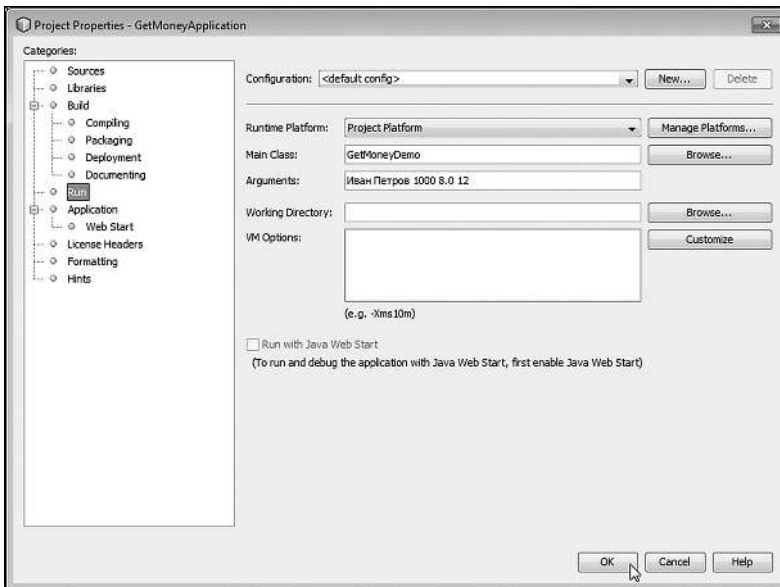 Project Properties - GetMoneyApplication
Categories:
Sources
Libraries
Build
Compiling
Packaging
Deployment
Documenting
Run
Application
Web Start
License Headers
Formatting
Hints
Configuration: <default config> New... Delete
Runtime Platform: Project Platform Manage Platforms...
Main Class: GetMoneyDemo Browse...
Arguments: Иван Петров 1000 8.0 12
Working Directory: Browse...
VM Options: Customize
(e.g. -Xms10m)
Run with Java Web Start
(To run and debug the application with Java Web Start, first enable Java Web Start)
OK Cancel Help